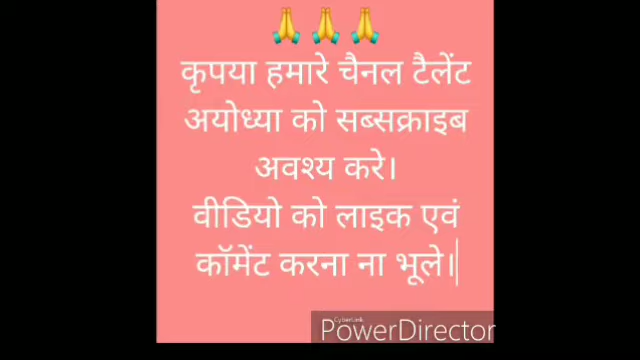 🙏🙏🙏
कृपया हमारे चैनल टैलेंट
अयोध्या को सब्सक्राइब
अवश्य करे।
वीडियो को लाइक एवं
कॉमेंट करना ना भूले।
CyberLink
PowerDirector